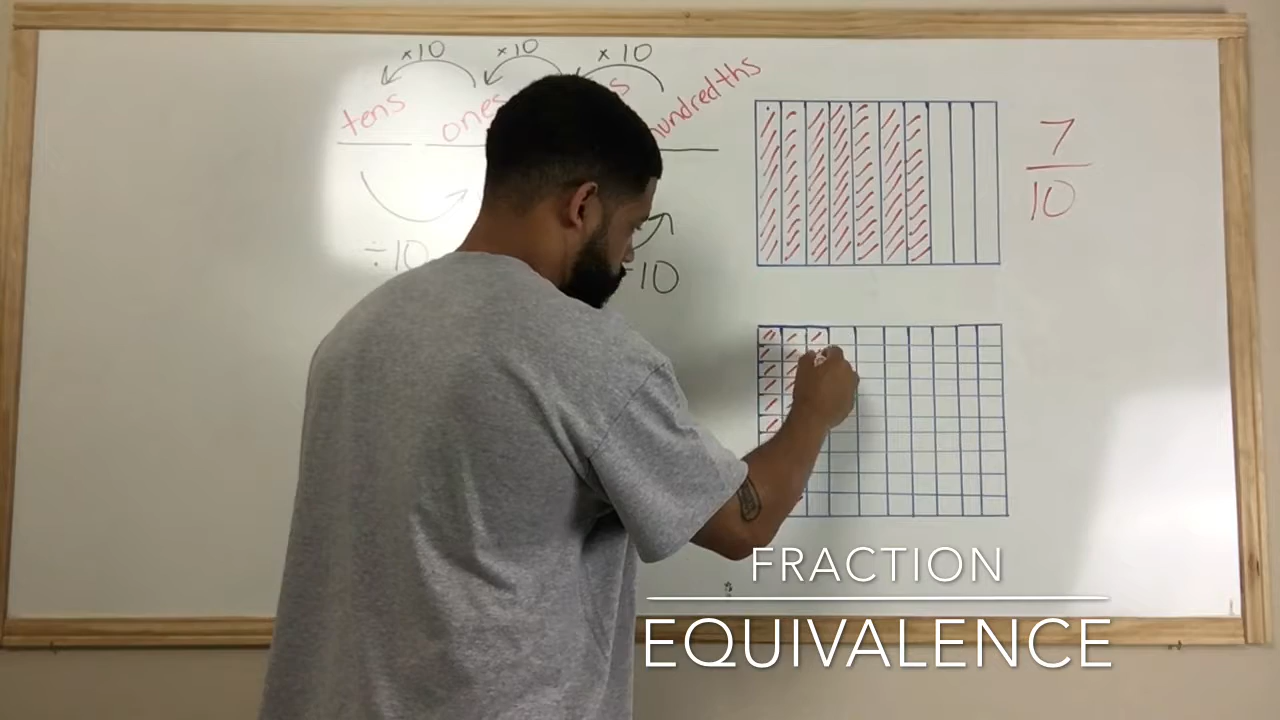 ×10 ×10 ×10
tens ones s hundredths
÷10 10
7
10
FRACTION
EQUIVALENCE